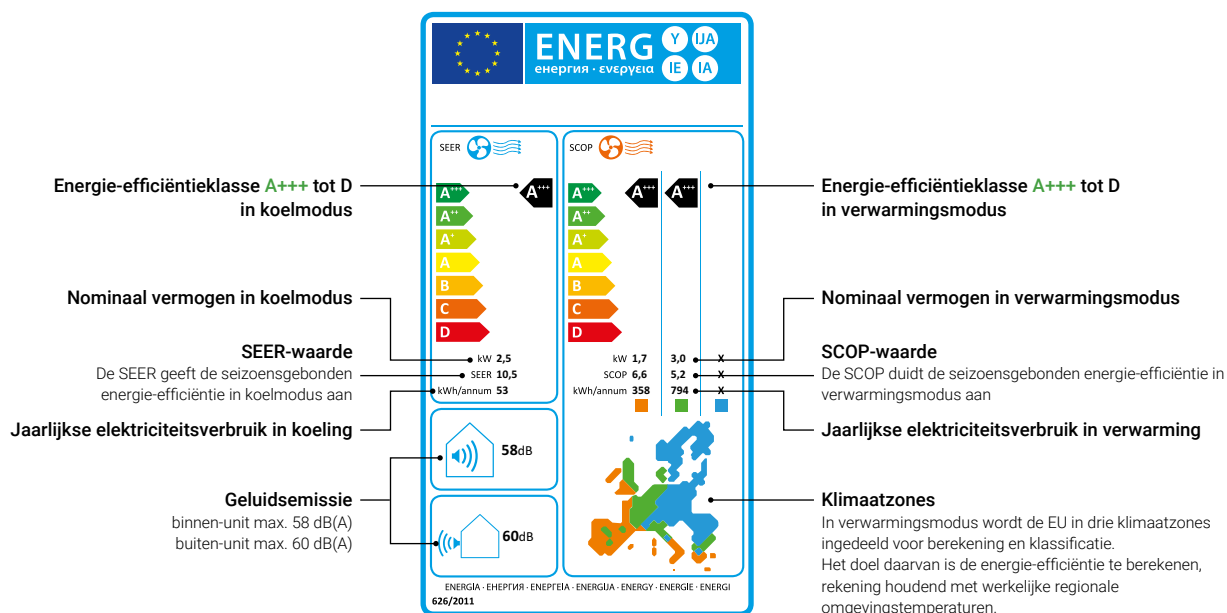 ENERG
енергия · ενεργεια
Y
IJA
IE
IA
Energie-efficiëntieklasse A+++ tot D
in koelmodus
Nominaal vermogen in koelmodus
SEER-waarde
De SEER geeft de seizoensgebonden
energie-efficiëntie in koelmodus aan
Jaarlijkse elektriciteitsverbruik in koeling
Geluidsemissie
binnen-unit max. 58 dB(A)
buiten-unit max. 60 dB(A)
SEER
A+++
A+++
A++
A+
A
B
C
D
kW 2,5
SEER 10,5
kWh/annum 53
58dB
60dB
SCOP
A+++
A+++
A+++
A++
A+
A
B
C
D
kW 1,7 3,0 X
SCOP 6,6 5,2 X
kWh/annum 358 794 X
ENERGIA · ЕНЕРГИЯ · ΕΝΕΡΓΕΙΑ · ENERGIJA · ENERGY · ENERGIE · ENERGI
626/2011
Energie-efficiëntieklasse A+++ tot D
in verwarmingsmodus
Nominaal vermogen in verwarmingsmodus
SCOP-waarde
De SCOP duidt de seizoensgebonden energie-efficiëntie in
verwarmingsmodus aan
Jaarlijkse elektriciteitsverbruik in verwarming
Klimaatzones
In verwarmingsmodus wordt de EU in drie klimaatzones
ingedeeld voor berekening en klassificatie.
Het doel daarvan is de energie-efficiëntie te berekenen,
rekening houdend met werkelijke regionale
omgevingstemperaturen.